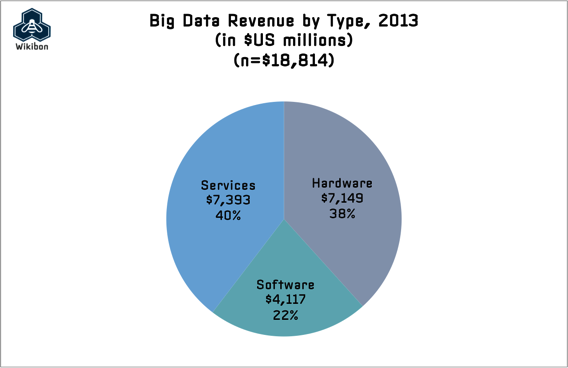 Big Data Revenue by Type, 2013
(in $US millions)
(n=$18,814)
Wikibon
Services
$7,393
40%
Hardware
$7,149
38%
Software
$4,117
22%